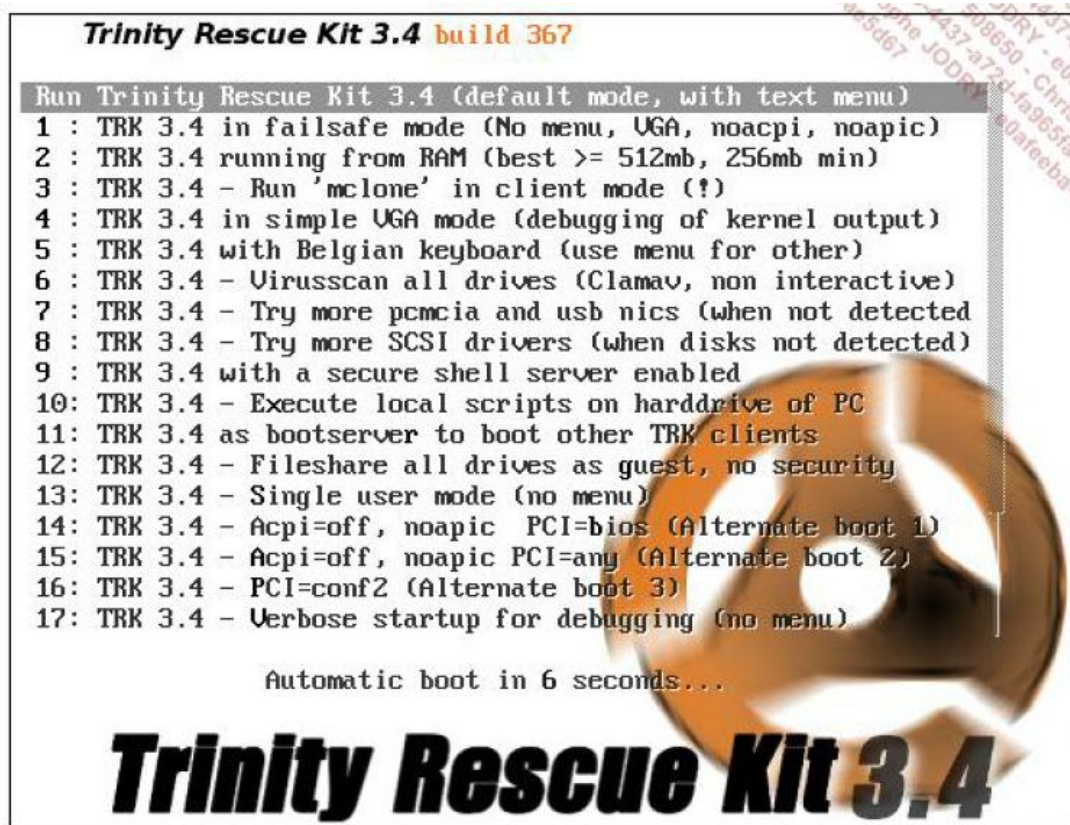 Trinity Rescue Kit 3.4 build 367
Run Trinity Rescue Kit 3.4 (default mode, with text menu)
1 : TRK 3.4 in failsafe mode (No menu, VGA, noacpi, noapic)
2 : TRK 3.4 running from RAM (best >= 512mb, 256mb min)
3 : TRK 3.4 - Run 'mclone' in client mode (!)
4 : TRK 3.4 in simple VGA mode (debugging of kernel output)
5 : TRK 3.4 with Belgian keyboard (use menu for other)
6 : TRK 3.4 - Virusscan all drives (Clamav, non interactive)
7 : TRK 3.4 - Try more pcmcia and usb nics (when not detected
8 : TRK 3.4 - Try more SCSI drivers (when disks not detected)
9 : TRK 3.4 with a secure shell server enabled
10: TRK 3.4 - Execute local scripts on harddrive of PC
11: TRK 3.4 as bootserver to boot other TRK clients
12: TRK 3.4 - Fileshare all drives as guest, no security
13: TRK 3.4 - Single user mode (no menu)
14: TRK 3.4 - Acpi=off, noapic  PCI=bios (Alternate boot 1)
15: TRK 3.4 - Acpi=off, noapic PCI=any (Alternate boot 2)
16: TRK 3.4 - PCI=conf2 (Alternate boot 3)
17: TRK 3.4 - Verbose startup for debugging (no menu)
Automatic boot in 6 seconds...
Trinity Rescue Kit 3.4